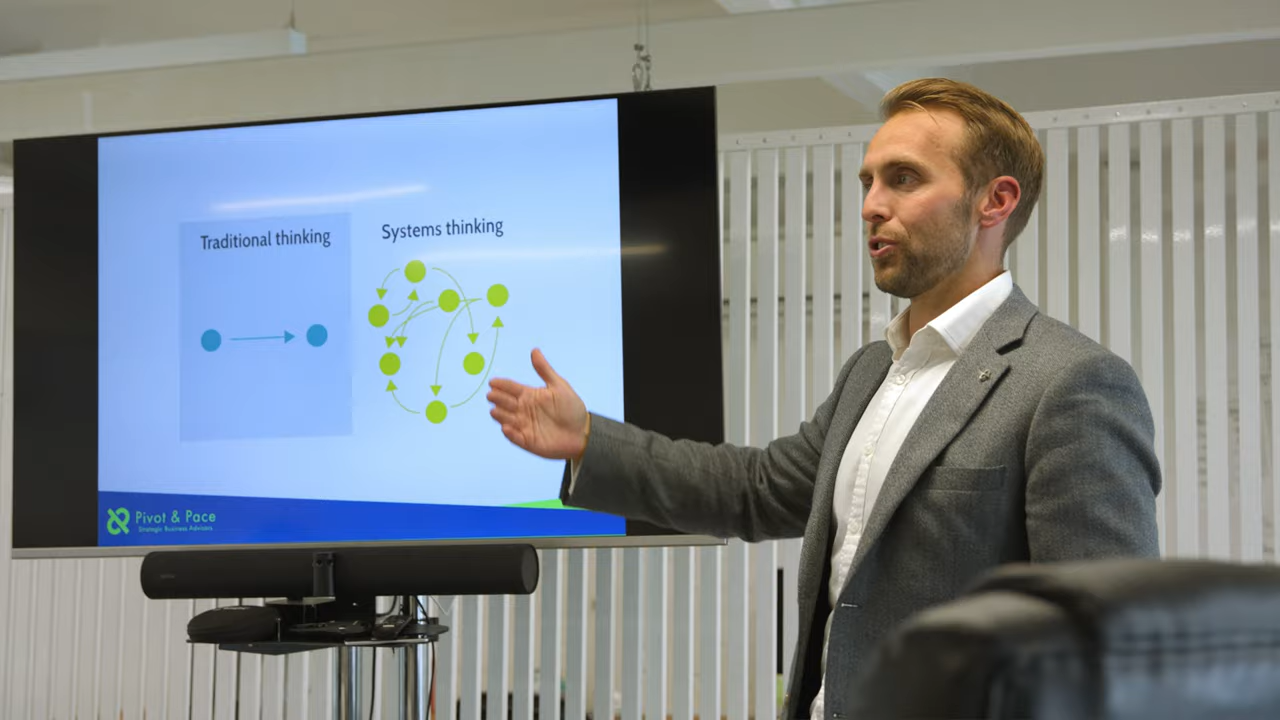 Traditional thinking
Systems thinking
Pivot & Pace
Strategic Business Advisors